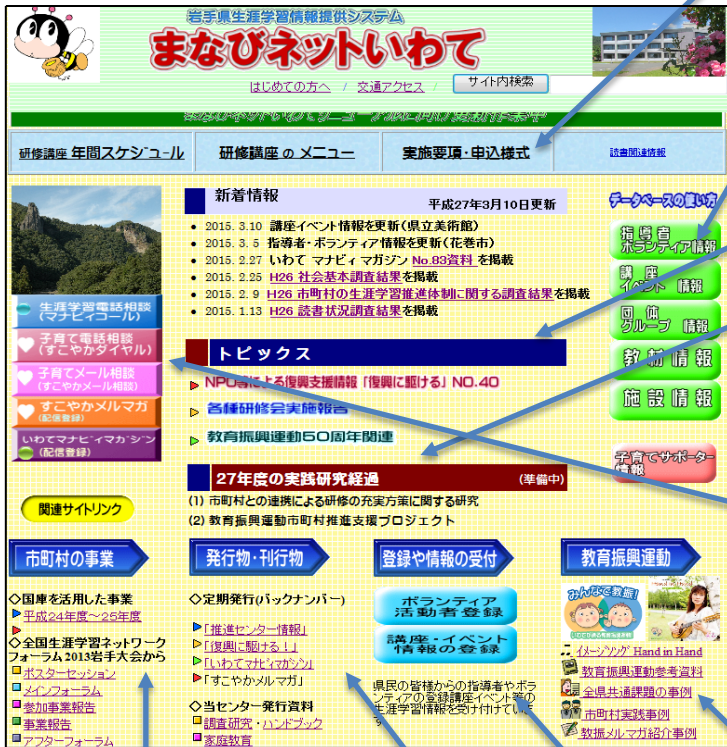 岩手県生涯学習情報提供システム
まなびネットいわて
はじめての方へ / 交通アクセス / サイト内検索
研修講座 年間スケジュール
研修講座 の メニュー
実施要項・申込様式
読書関連情報
新着情報
平成27年3月10日更新
2015. 3.10 講座イベント情報を更新(県立美術館)
2015. 3. 5 指導者・ボランティア情報を更新(花巻市)
2015. 2.27 いわて マナビィ マガジン No.83資料 を掲載
2015. 2.25 H26 社会基本調査結果を掲載
2015. 2. 9 H26 市町村の生涯学習推進体制に関する調査結果を掲載
2015. 1.13 H26 読書状況調査結果を掲載
生涯学習電話相談
(マナビィコール)
子育て電話相談
(すこやかダイヤル)
子育てメール相談
(すこやかメール相談)
すこやかメルマガ
(配信登録)
いわてマナビィマガジン
(配信登録)
関連サイトリンク
トピックス
NPO等による復興支援情報「復興に駆ける」NO.40
各種研修会実施報告
教育振興運動50周年関連
27年度の実践研究経過 (準備中)
(1) 市町村との連携による研修の充実方策に関する研究
(2) 教育振興運動市町村推進支援プロジェクト
データベースの使い方
指導者
ボランティア情報
講座
イベント 情報
団体
グループ 情報
教材情報
施設情報
子育てサポーター
情報
市町村の事業
◇国庫を活用した事業
平成24年度～25年度
◇全国生涯学習ネットワーク
フォーラム2013岩手大会から
ポスターセッション
メインフォーラム
参加事業報告
事業報告
アフターフォーラム
発行物・刊行物
◇定期発行(バックナンバー)
「推進センター情報」
「復興に駆ける!」
「いわてマナビィマガジン」
「すこやかメルマガ」
◇当センター発行資料
調査研究・ハンドブック
家庭教育
登録や情報の受付
ボランティア
活動者登録
講座・イベント
情報の登録
県民の皆様からの指導者やボラ
ンティアの登録講座イベント等の
生涯学習情報を受け付けていま
す
教育振興運動
みんなで教振!
イメージソング Hand in Hand
教育振興運動参考資料
全県共通課題の事例
市町村実践事例
教振メルマガ紹介事例